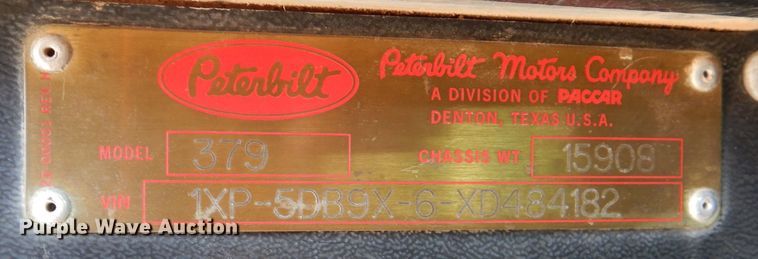 Peterbilt
Peterbilt Motors Company
A DIVISION OF PACCAR
DENTON, TEXAS U.S.A.
MODEL 379 CHASSIS WT 15908
VIN 1XP-5DB9X-6-XD484182
Purple Wave Auction